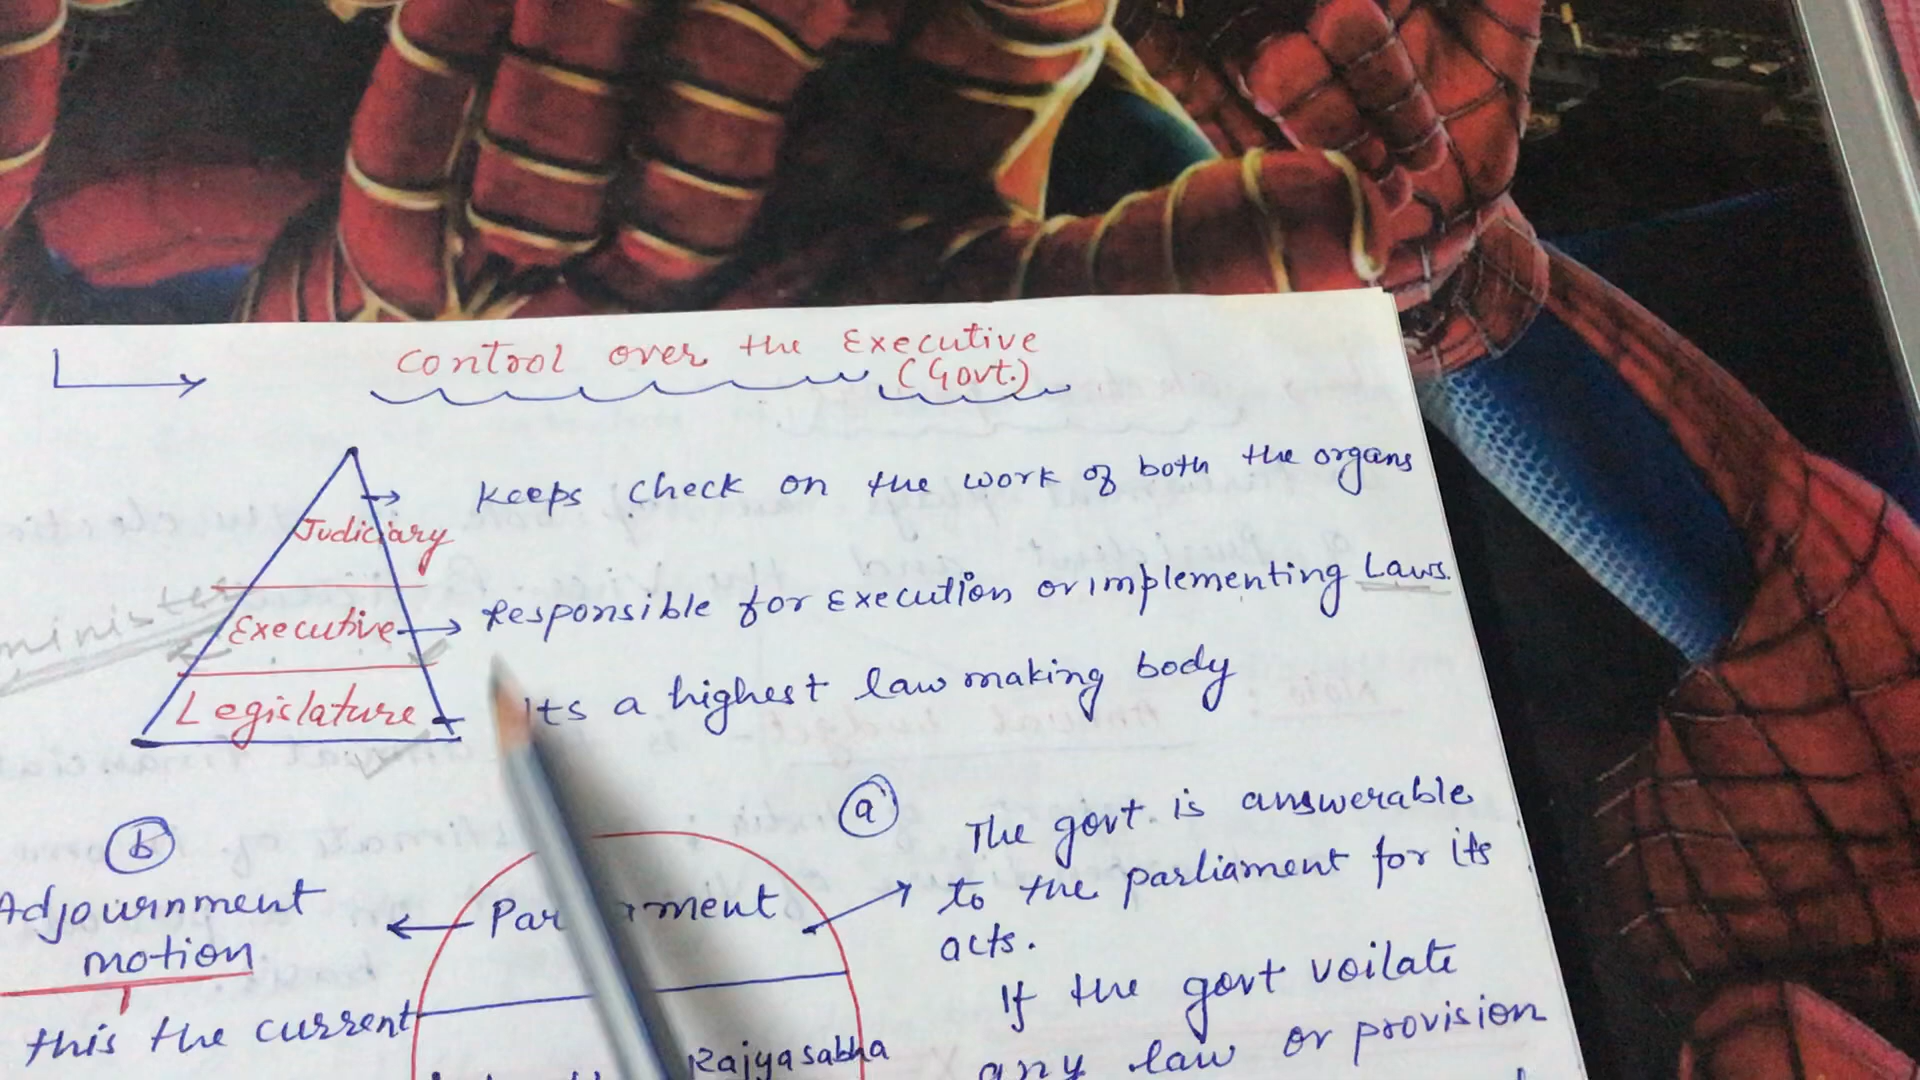 Control over the Executive
(Govt.)
Keeps check on the work of both the organs
Judiciary
Responsible for Execution or implementing Laws.
minister
Executive
Its a highest law making body
Legislature
a
The govt. is answerable
to the parliament for its
acts.
If the govt voilate
any law or provision
b
Adjournment
motion
this the current
Rajyasabha